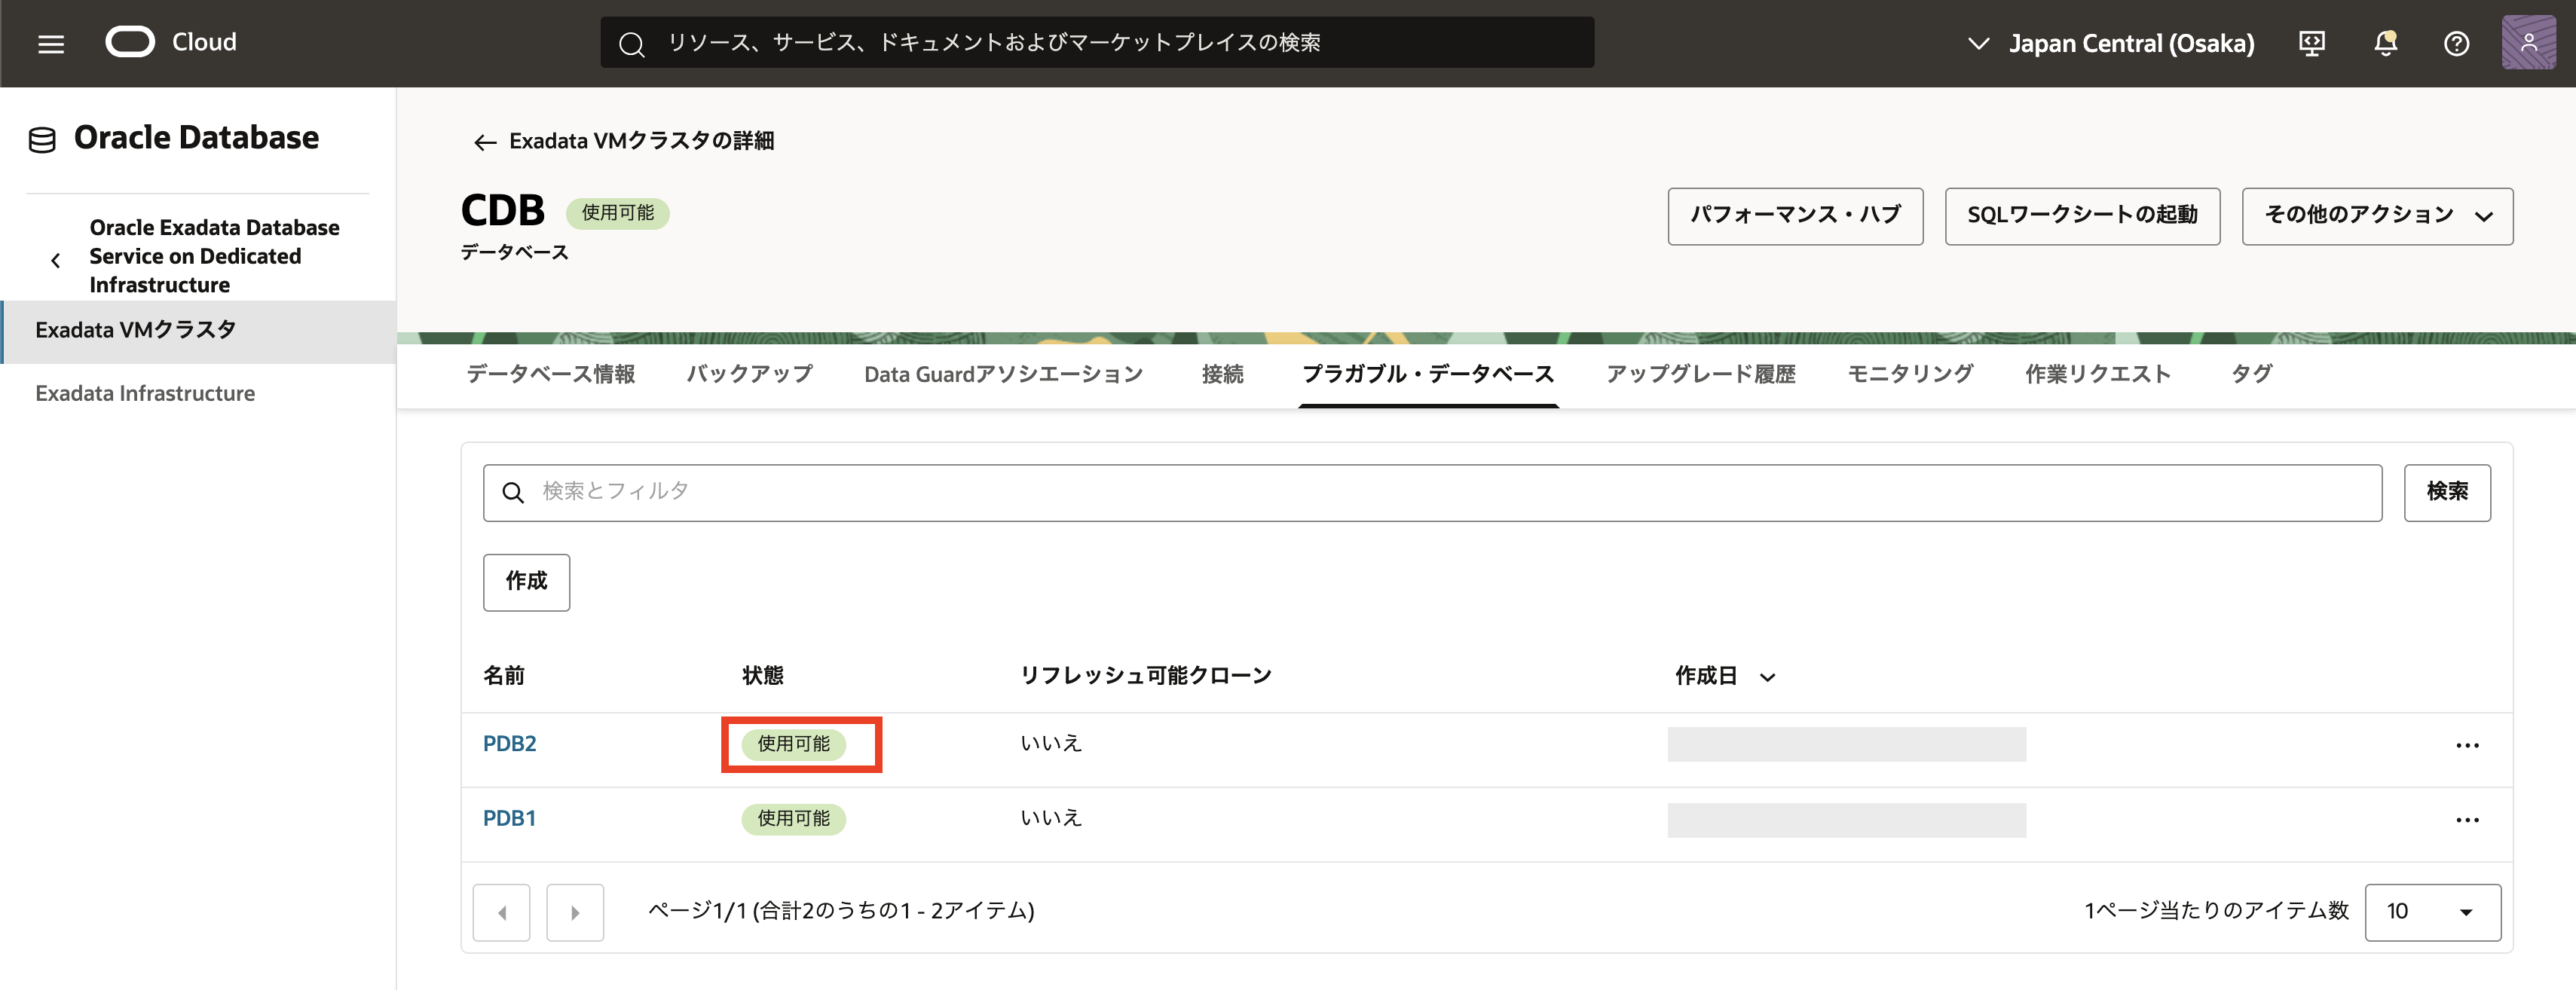 Cloud
リソース、サービス、ドキュメントおよびマーケットプレイスの検索
Japan Central (Osaka)
Oracle Database
Oracle Exadata Database
Service on Dedicated
Infrastructure
Exadata VMクラスタ
Exadata Infrastructure
Exadata VMクラスタの詳細
CDB
使用可能
データベース
パフォーマンス・ハブ
SQLワークシートの起動
その他のアクション
データベース情報
バックアップ
Data Guardアソシエーション
接続
プラガブル・データベース
アップグレード履歴
モニタリング
作業リクエスト
タグ
検索とフィルタ
検索
作成
名前
状態
リフレッシュ可能クローン
作成日
PDB2
使用可能
いいえ
PDB1
使用可能
いいえ
ページ1/1 (合計2のうちの1 - 2アイテム)
1ページ当たりのアイテム数
10